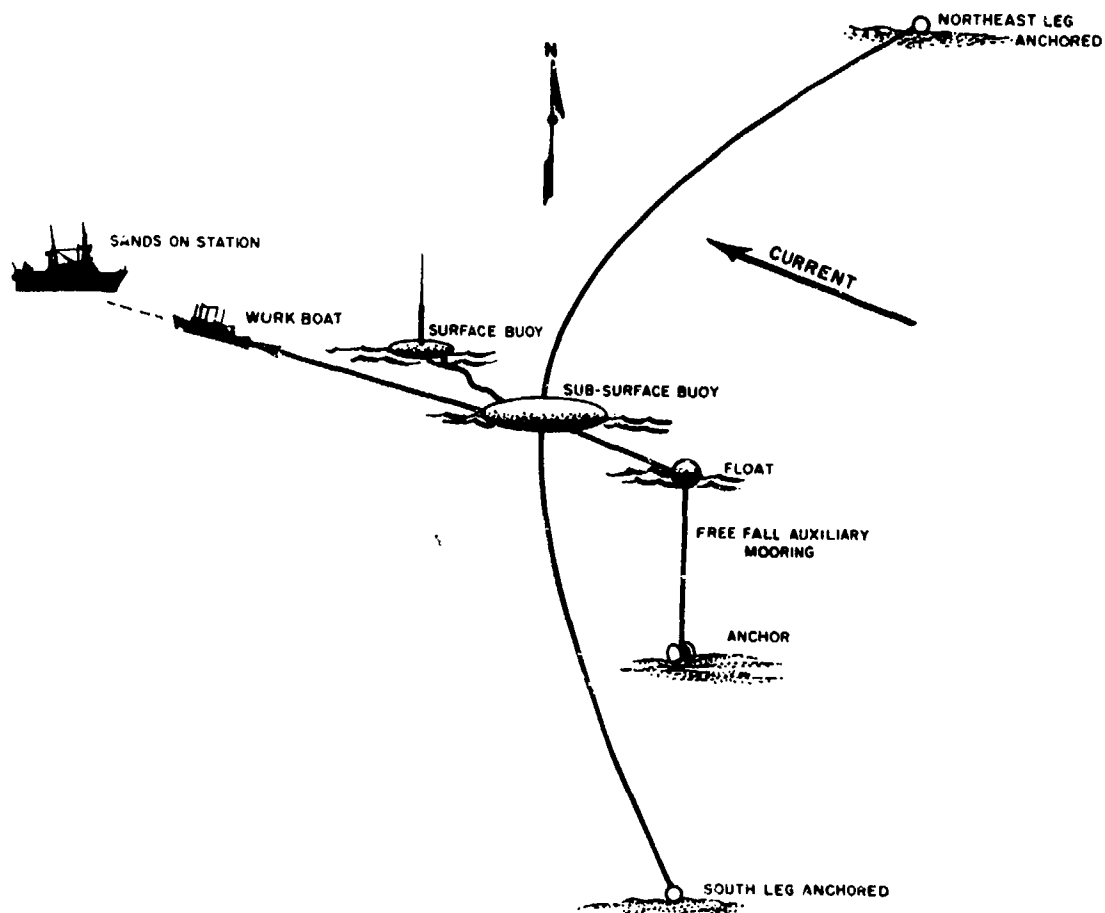 NORTHEAST LEG
ANCHORED
N
CURRENT
SANDS ON STATION
WORK BOAT
SURFACE BUOY
SUB-SURFACE BUOY
FLOAT
FREE FALL AUXILIARY
MOORING
ANCHOR
SOUTH LEG ANCHORED